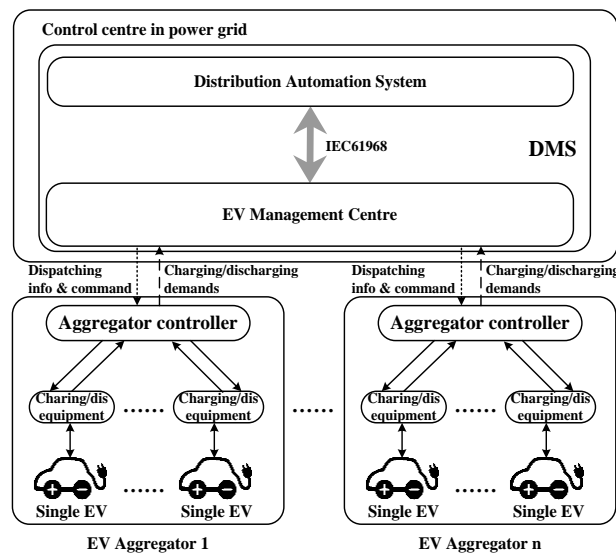 Control centre in power grid
Distribution Automation System
IEC61968
DMS
EV Management Centre
Dispatching
info & command
Charging/discharging
demands
Dispatching
info & command
Charging/discharging
demands
Aggregator controller
Aggregator controller
Charing/dis
equipment
......
Charging/dis
equipment
......
Charing/dis
equipment
......
Charging/dis
equipment
Single EV
......
Single EV
Single EV
......
Single EV
EV Aggregator 1
EV Aggregator n